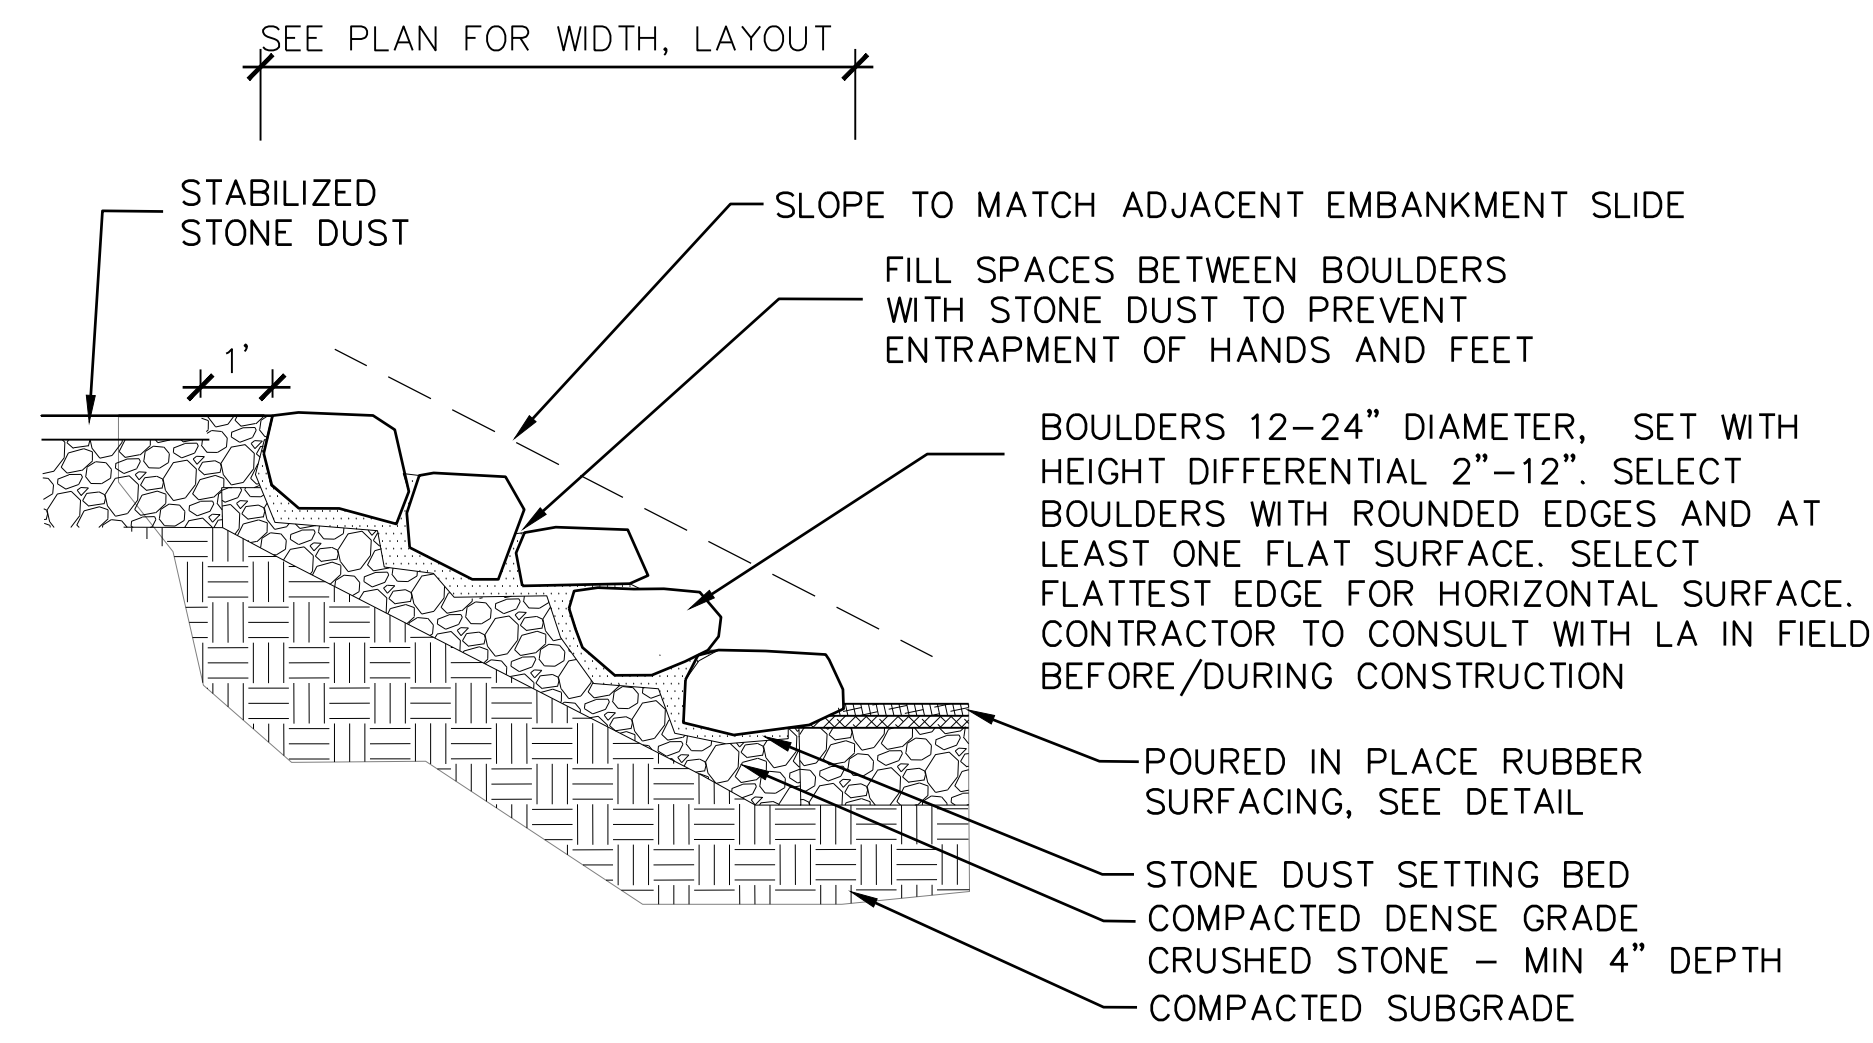 SEE PLAN FOR WIDTH, LAYOUT
STABILIZED
STONE DUST
SLOPE TO MATCH ADJACENT EMBANKMENT SLIDE
FILL SPACES BETWEEN BOULDERS
WITH STONE DUST TO PREVENT
ENTRAPMENT OF HANDS AND FEET
1'
BOULDERS 12-24" DIAMETER, SET WITH
HEIGHT DIFFERENTIAL 2"-12". SELECT
BOULDERS WITH ROUNDED EDGES AND AT
LEAST ONE FLAT SURFACE. SELECT
FLATTEST EDGE FOR HORIZONTAL SURFACE.
CONTRACTOR TO CONSULT WITH LA IN FIELD
BEFORE/DURING CONSTRUCTION
POURED IN PLACE RUBBER
SURFACING, SEE DETAIL
STONE DUST SETTING BED
COMPACTED DENSE GRADE
CRUSHED STONE - MIN 4" DEPTH
COMPACTED SUBGRADE